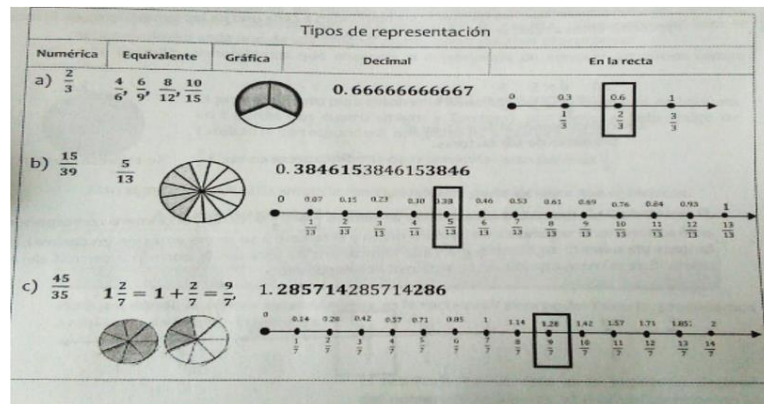 Tipos de representación
Numérica Equivalente Gráfica Decimal En la recta
a) 2/3 4/6, 6/9, 8/12, 10/15 0.66666666667
0 0.3 0.6 1
1/3 2/3 3/3
b) 15/39 5/13 0.3846153846153846
0 0.07 0.15 0.23 0.30 0.38 0.46 0.53 0.61 0.69 0.76 0.84 0.93 1
1/13 2/13 3/13 4/13 5/13 6/13 7/13 8/13 9/13 10/13 11/13 12/13 13/13
c) 45/35 1 2/7 = 1 + 2/7 = 9/7, 1.285714285714286
0 0.14 0.28 0.42 0.57 0.71 0.85 1 1.14 1.28 1.42 1.57 1.71 1.85 2
1/7 2/7 3/7 4/7 5/7 6/7 7/7 8/7 9/7 10/7 11/7 12/7 13/7 14/7